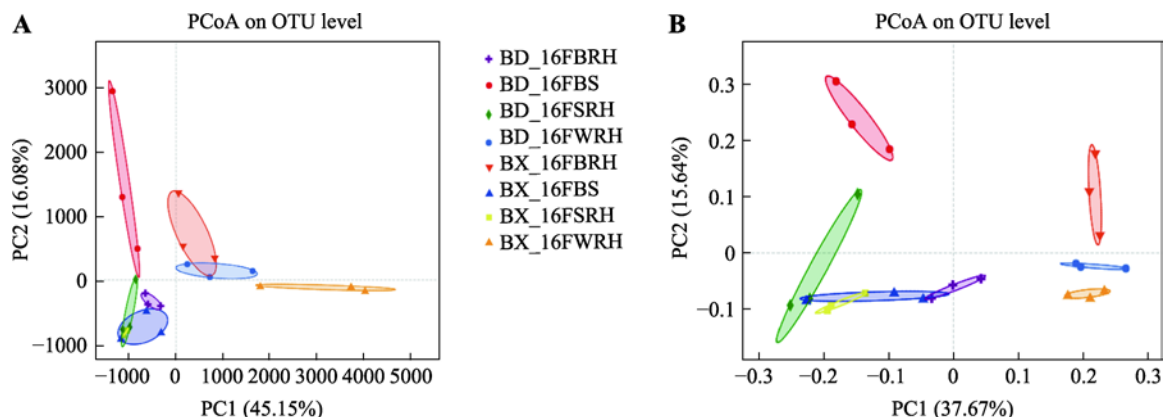 A
PCoA on OTU level
3000
2000
1000
0
−1000
PC2 (16.08%)
−1000 0 1000 2000 3000 4000 5000
PC1 (45.15%)
BD_16FBRH
BD_16FBS
BD_16FSRH
BD_16FWRH
BX_16FBRH
BX_16FBS
BX_16FSRH
BX_16FWRH
B
PCoA on OTU level
0.3
0.2
0.1
0
−0.1
PC2 (15.64%)
−0.3 −0.2 −0.1 0 0.1 0.2 0.3
PC1 (37.67%)